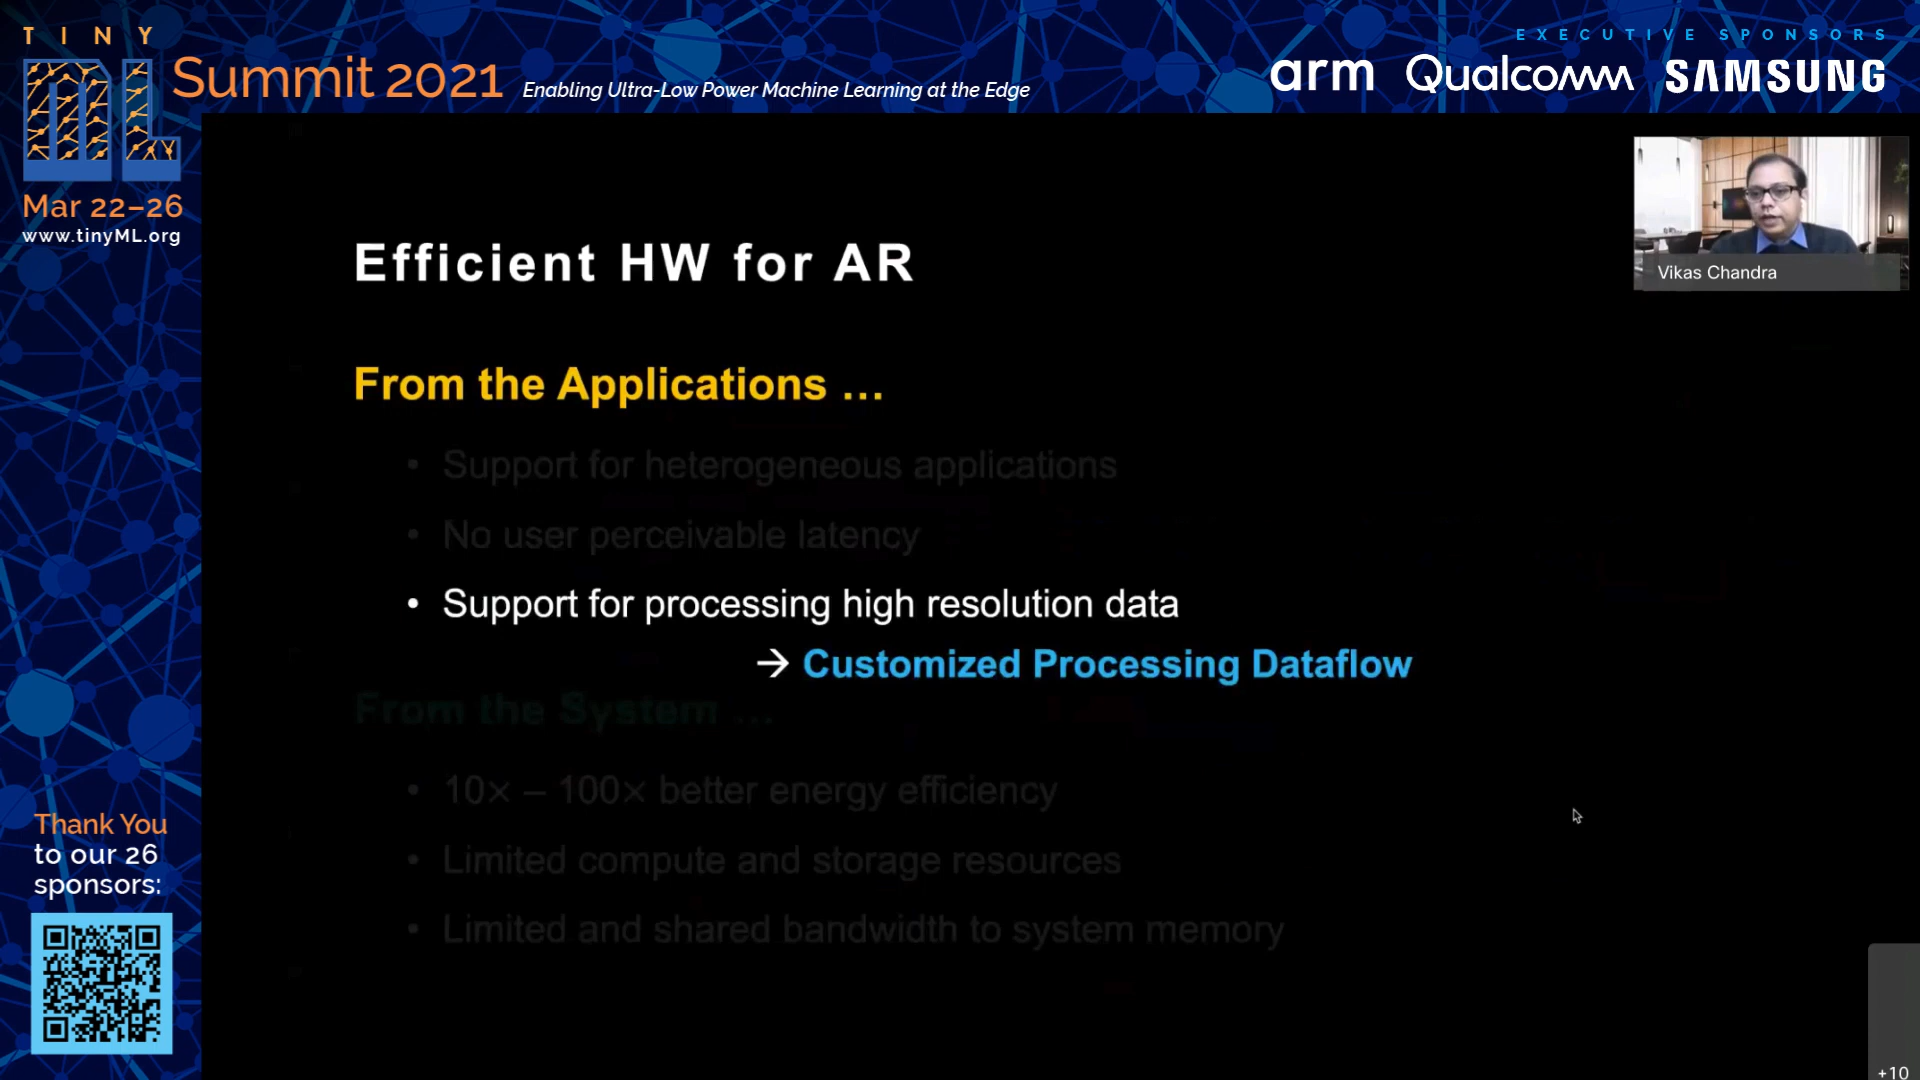 TINY
ML
Summit 2021
Enabling Ultra-Low Power Machine Learning at the Edge
EXECUTIVE SPONSORS
arm Qualcomm SAMSUNG
Mar 22–26
www.tinyML.org
Vikas Chandra
Efficient HW for AR
From the Applications ...
• Support for heterogeneous applications
• No user perceivable latency
• Support for processing high resolution data
→ Customized Processing Dataflow
From the System ...
• 10× – 100× better energy efficiency
• Limited compute and storage resources
• Limited and shared bandwidth to system memory
Thank You
to our 26
sponsors:
+10